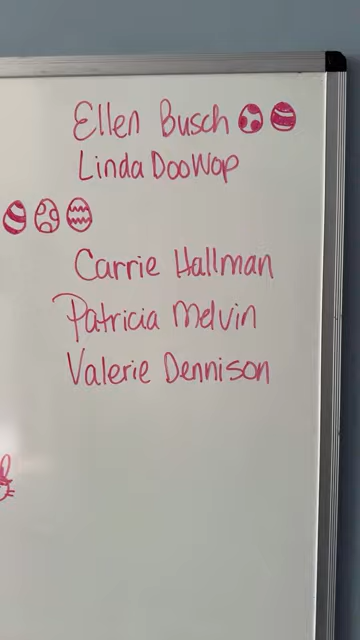 Ellen Busch
Linda DooWop
Carrie Hallman
Patricia Melvin
Valerie Dennison